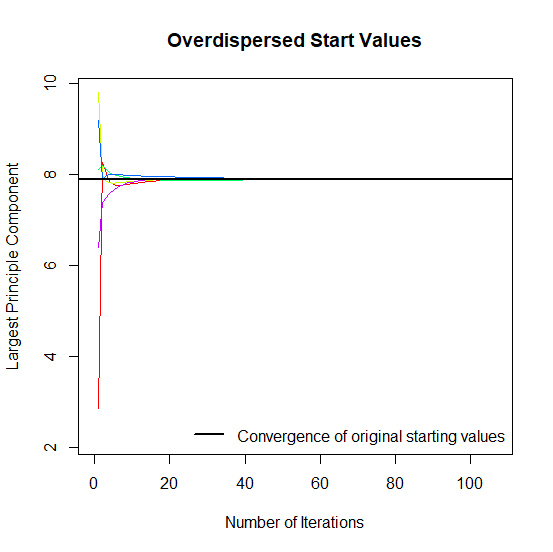 Overdispersed Start Values
Largest Principle Component
10
8
6
4
2
Convergence of original starting values
0 20 40 60 80 100
Number of Iterations